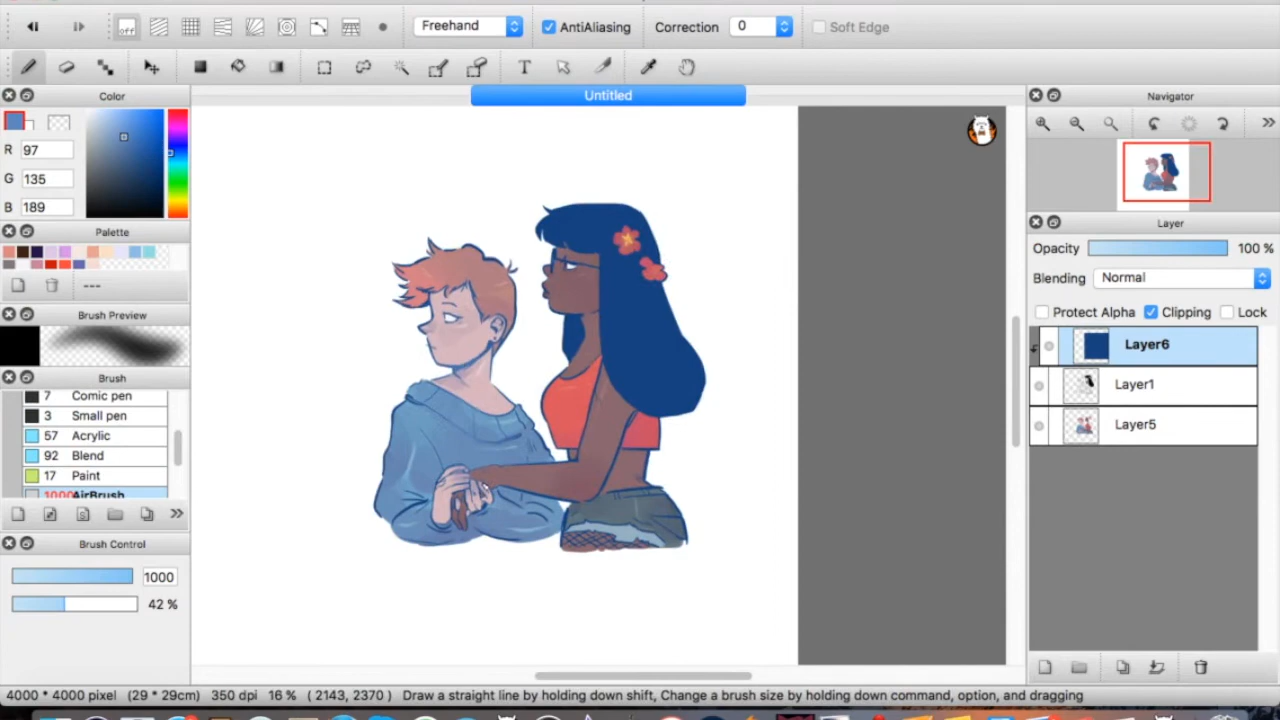 off
Freehand
AntiAliasing
Correction
0
Soft Edge
T
Color
R
97
G
135
B
189
Palette
---
Brush Preview
Brush
7 Comic pen
3 Small pen
57 Acrylic
92 Blend
17 Paint
1000 AirBrush
Brush Control
1000
42 %
Untitled
Navigator
Layer
Opacity
100 %
Blending
Normal
Protect Alpha
Clipping
Lock
Layer6
Layer1
Layer5
4000 * 4000 pixel (29 * 29cm) 350 dpi 16 % ( 2143, 2370 ) Draw a straight line by holding down shift, Change a brush size by holding down command, option, and dragging